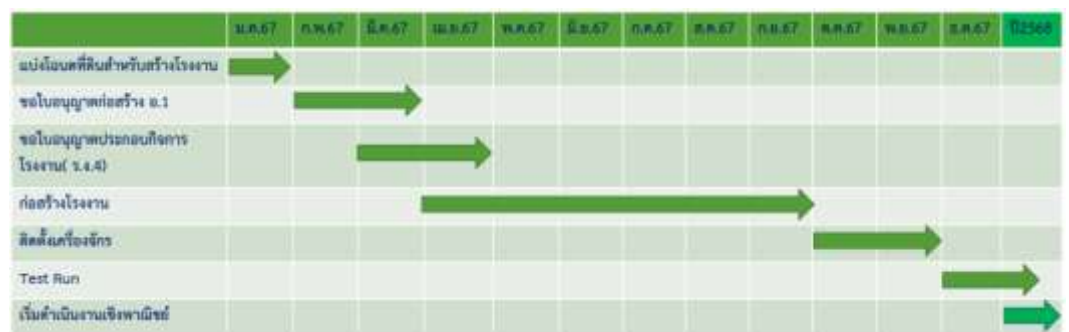 ม.ค.67 ก.พ.67 มี.ค.67 เม.ย.67 พ.ค.67 มิ.ย.67 ก.ค.67 ส.ค.67 ก.ย.67 ต.ค.67 พ.ย.67 ธ.ค.67 ปี2568
แบ่งโฉนดที่ดินสำหรับสร้างโรงงาน
ขอใบอนุญาตก่อสร้าง อ.1
ขอใบอนุญาตประกอบกิจการ
โรงงาน( ร.ง.4)
ก่อสร้างโรงงาน
ติดตั้งเครื่องจักร
Test Run
เริ่มดำเนินงานเชิงพาณิชย์